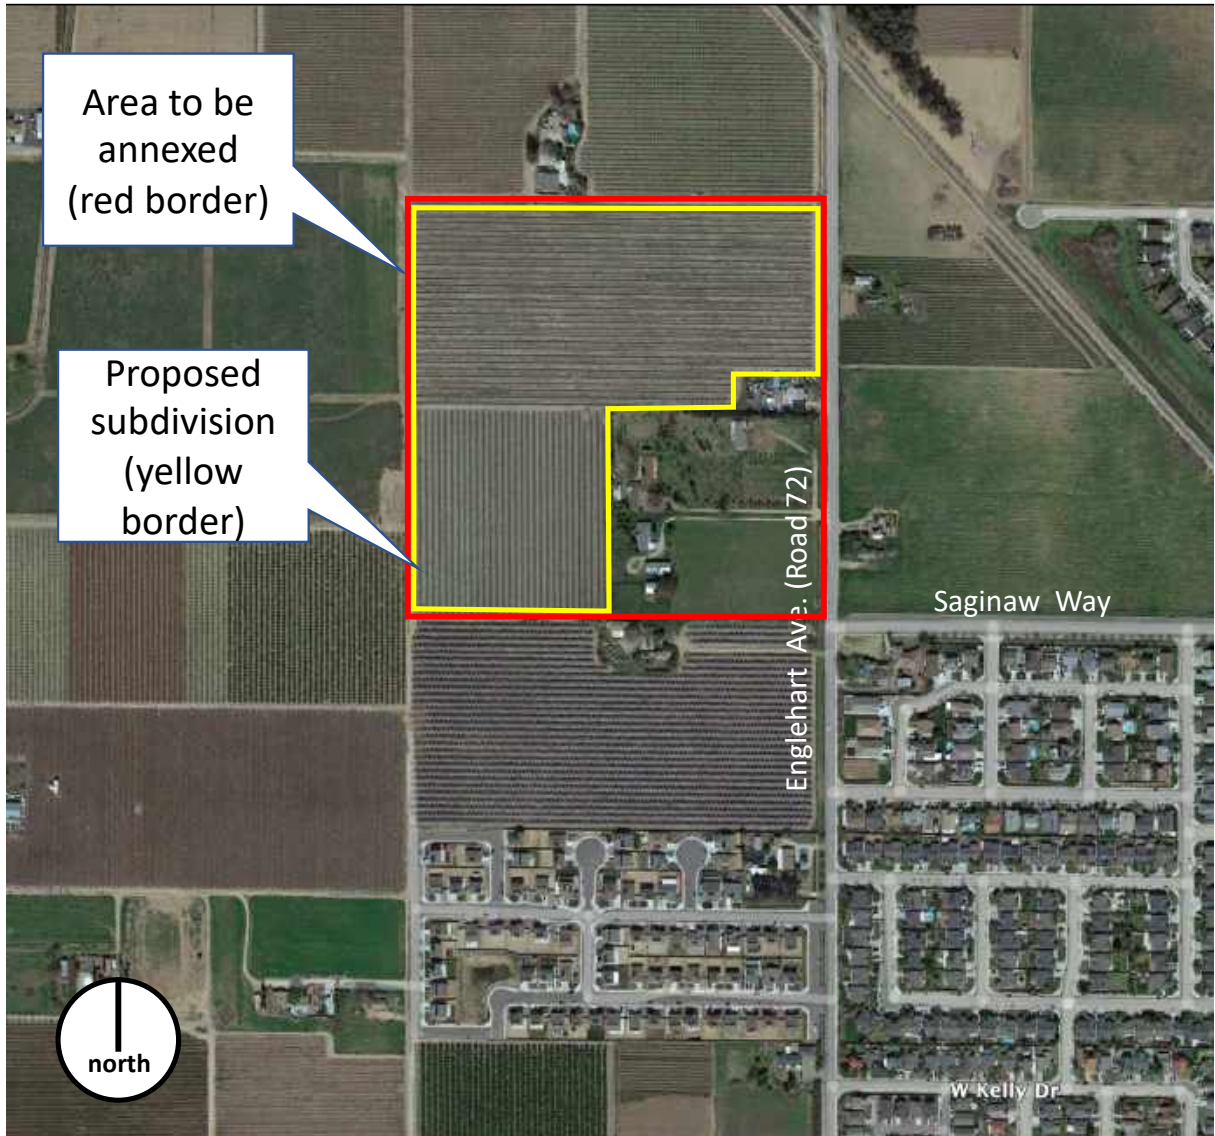 Area to be
annexed
(red border)
Proposed
subdivision
(yellow
border)
Englehart Ave. (Road 72)
Saginaw Way
north
W Kelly Dr